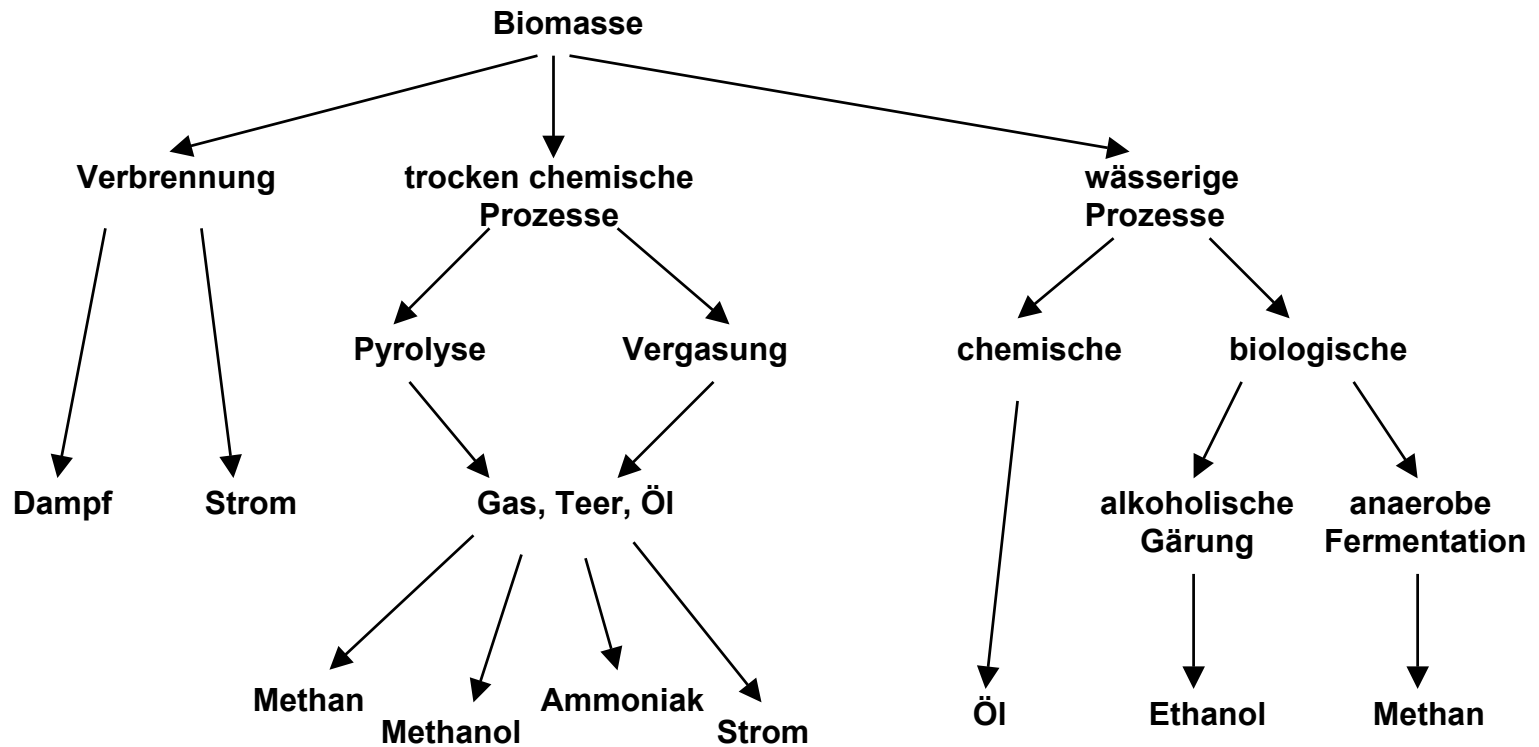 Biomasse
Verbrennung
trocken chemische
Prozesse
wässerige
Prozesse
Pyrolyse
Vergasung
chemische
biologische
Dampf
Strom
Gas, Teer, Öl
alkoholische
Gärung
anaerobe
Fermentation
Methan
Methanol
Ammoniak
Strom
Öl
Ethanol
Methan